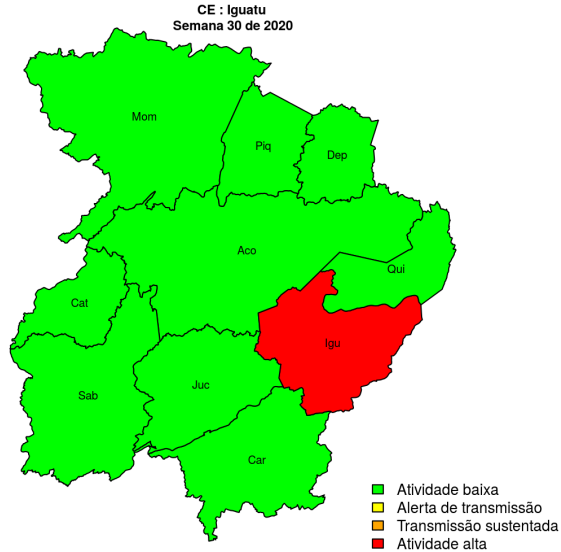 CE : Iguatu
Semana 30 de 2020
Mom
Piq
Dep
Aco
Qui
Cat
Igu
Juc
Sab
Car
Atividade baixa
Alerta de transmissão
Transmissão sustentada
Atividade alta